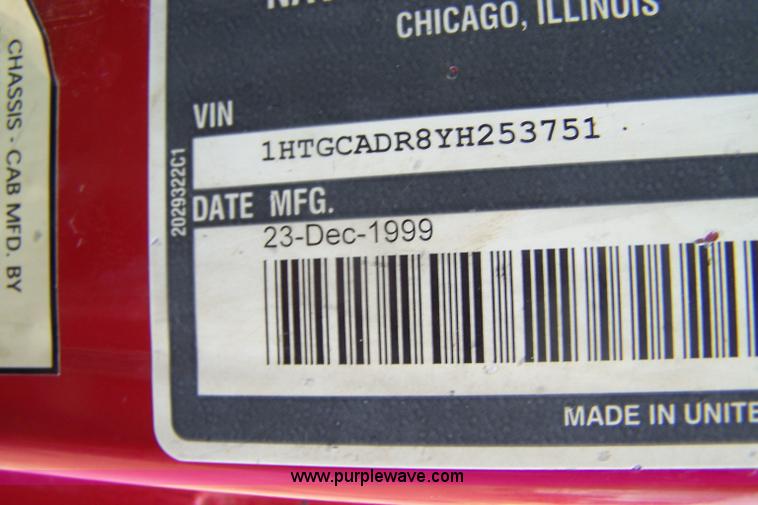 CHICAGO, ILLINOIS
VIN
1HTGCADR8YH253751
DATE MFG.
23-Dec-1999
2029322C1
CHASSIS - CAB MFD. BY
MADE IN UNITE
www.purplewave.com